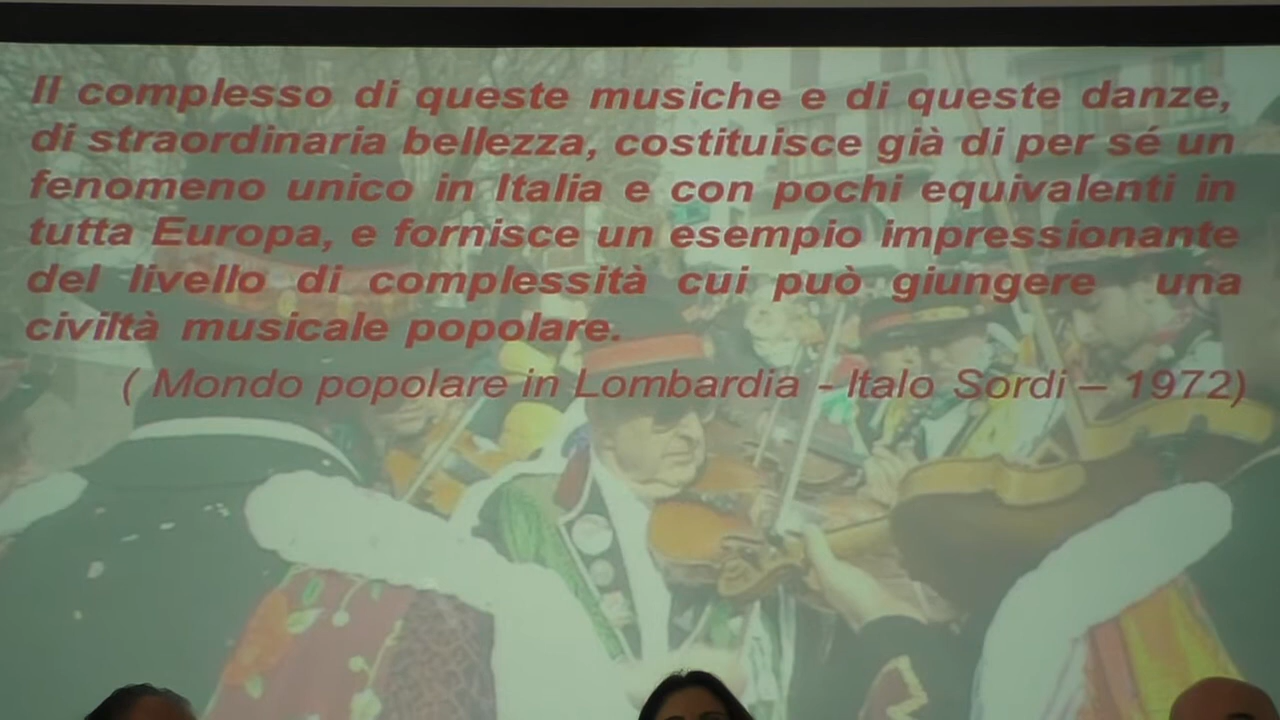 Il complesso di queste musiche e di queste danze,
di straordinaria bellezza, costituisce già di per sé un
fenomeno unico in Italia e con pochi equivalenti in
tutta Europa, e fornisce un esempio impressionante
del livello di complessità cui può giungere una
civiltà musicale popolare.
( Mondo popolare in Lombardia - Italo Sordi – 1972)